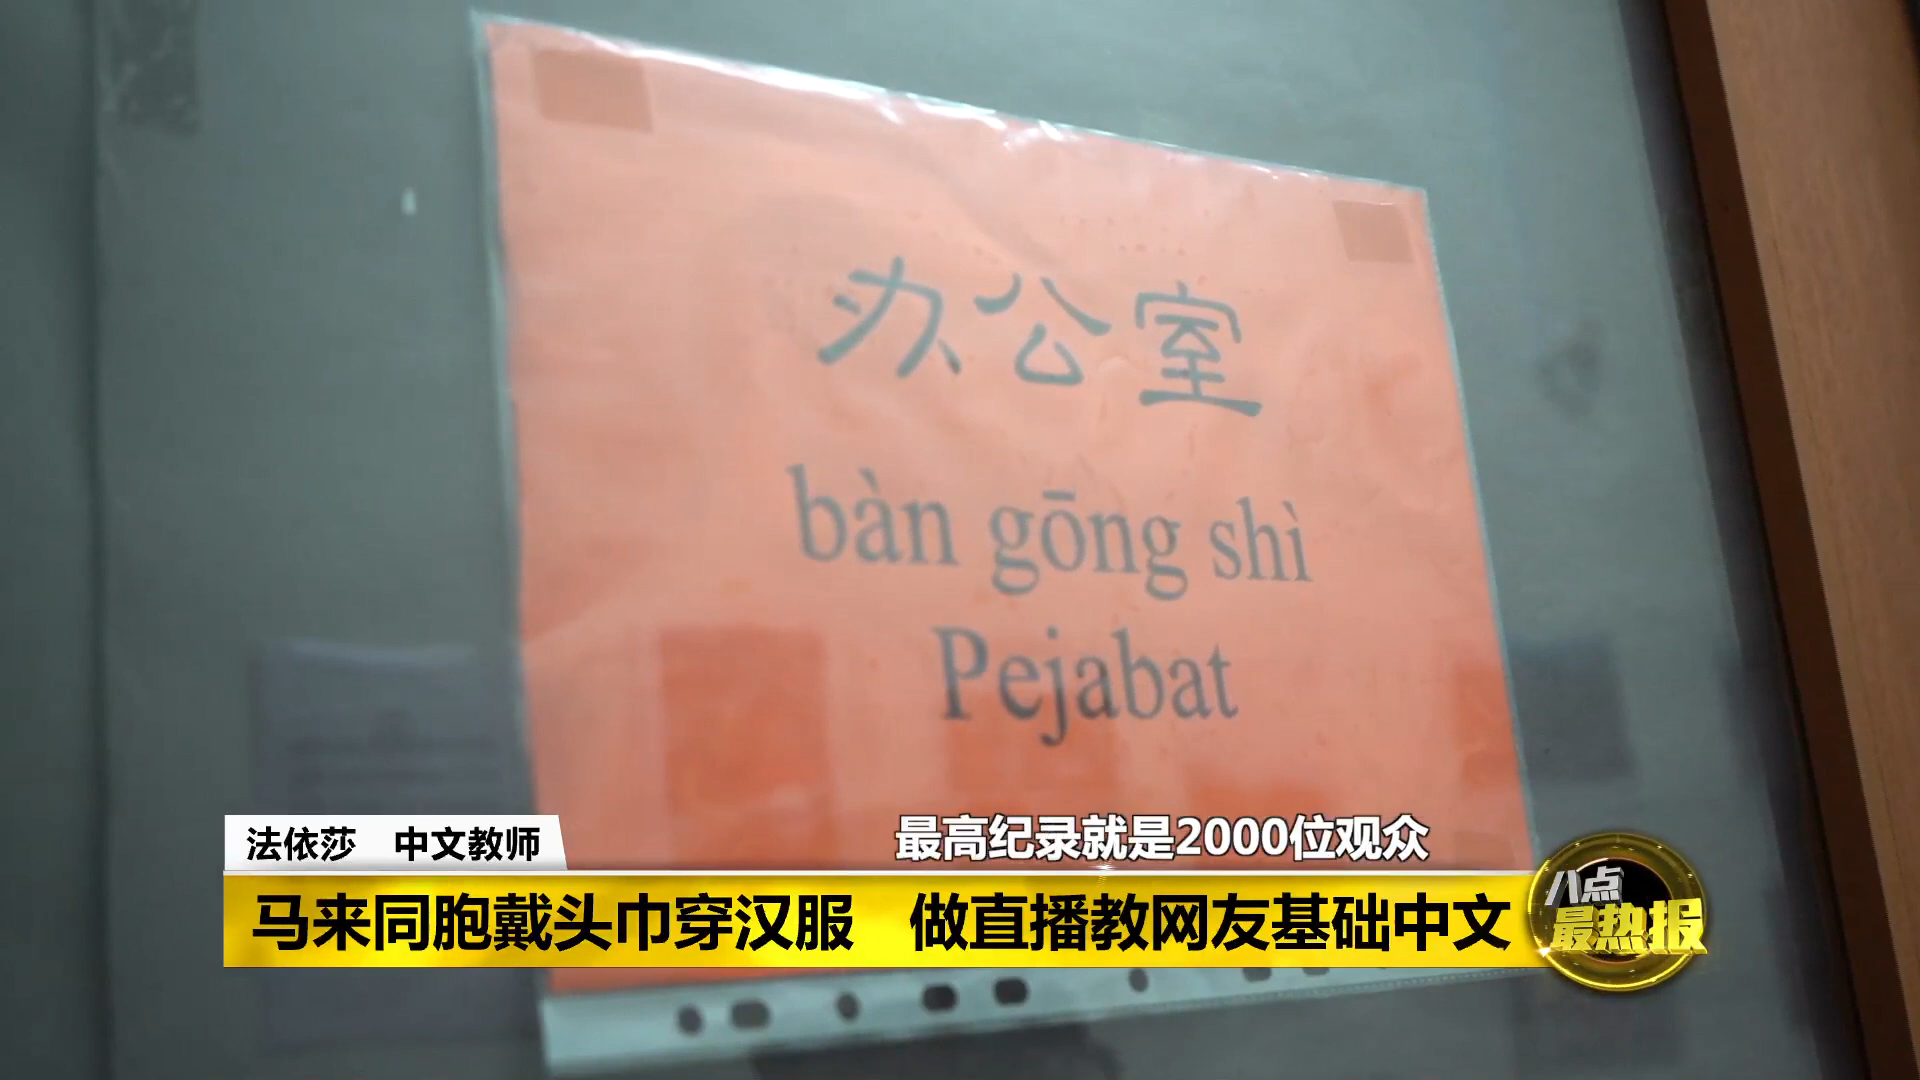 办公室
bàn gōng shì
Pejabat
最高纪录就是2000位观众
法依莎 中文教师
马来同胞戴头巾穿汉服 做直播教网友基础中文
八点
最热报